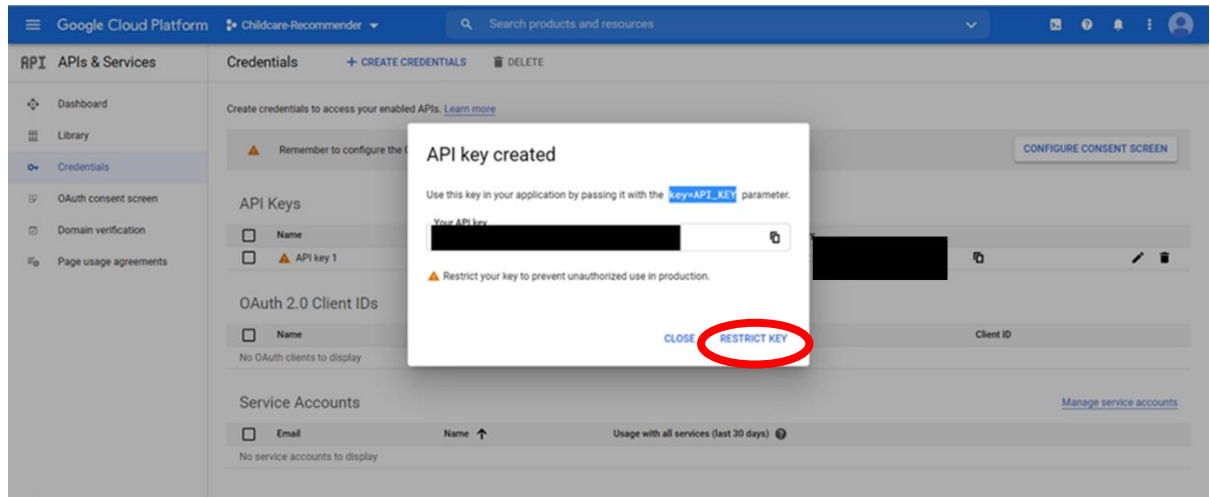 Google Cloud Platform Childcare-Recommender Search products and resources
API APIs & Services Credentials + CREATE CREDENTIALS DELETE
Dashboard
Library
Credentials
OAuth consent screen
Domain verification
Page usage agreements
Create credentials to access your enabled APIs. Learn more
Remember to configure the CONFIGURE CONSENT SCREEN
API key created
Use this key in your application by passing it with the key=API_KEY parameter.
Your API key
Restrict your key to prevent unauthorized use in production.
CLOSE RESTRICT KEY
API Keys
Name
API key 1
OAuth 2.0 Client IDs
Name Client ID
No OAuth clients to display
Service Accounts Manage service accounts
Email Name Usage with all services (last 30 days)
No service accounts to display